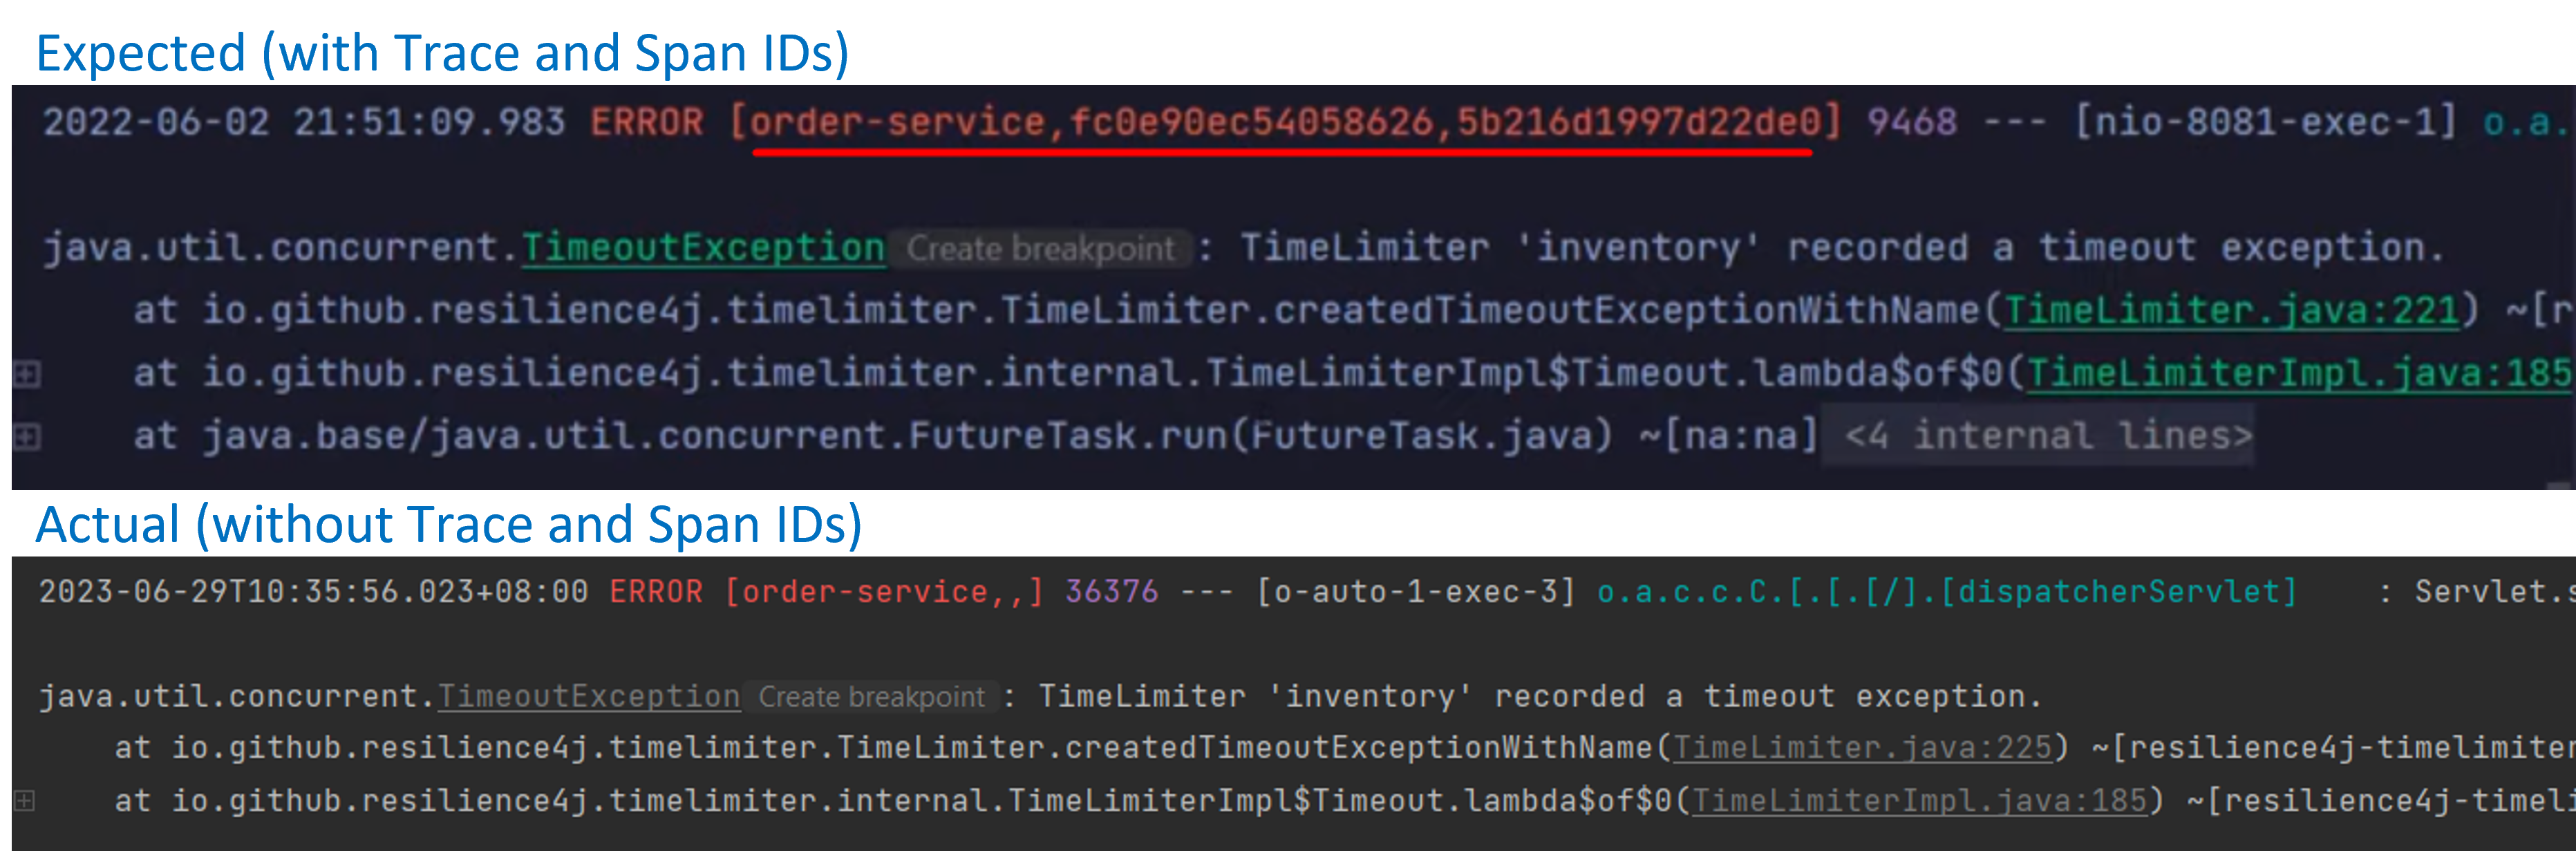 Expected (with Trace and Span IDs)
2022-06-02 21:51:09.983 ERROR [order-service,fc0e90ec54058626,5b216d1997d22de0] 9468 --- [nio-8081-exec-1] o.a.
java.util.concurrent.TimeoutException Create breakpoint : TimeLimiter 'inventory' recorded a timeout exception.
at io.github.resilience4j.timelimiter.TimeLimiter.createdTimeoutExceptionWithName(TimeLimiter.java:221) ~[r
at io.github.resilience4j.timelimiter.internal.TimeLimiterImpl$Timeout.lambda$of$0(TimeLimiterImpl.java:185
at java.base/java.util.concurrent.FutureTask.run(FutureTask.java) ~[na:na] <4 internal lines>
Actual (without Trace and Span IDs)
2023-06-29T10:35:56.023+08:00 ERROR [order-service,,] 36376 --- [o-auto-1-exec-3] o.a.c.c.C.[.[.[/].[dispatcherServlet] : Servlet.s
java.util.concurrent.TimeoutException Create breakpoint : TimeLimiter 'inventory' recorded a timeout exception.
at io.github.resilience4j.timelimiter.TimeLimiter.createdTimeoutExceptionWithName(TimeLimiter.java:225) ~[resilience4j-timelimiter
at io.github.resilience4j.timelimiter.internal.TimeLimiterImpl$Timeout.lambda$of$0(TimeLimiterImpl.java:185) ~[resilience4j-timeli